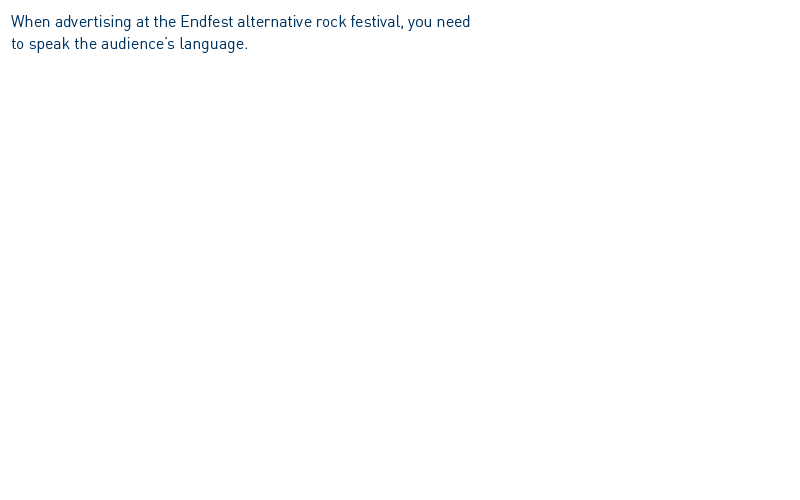 When advertising at the Endfest alternative rock festival, you need
to speak the audience's language.